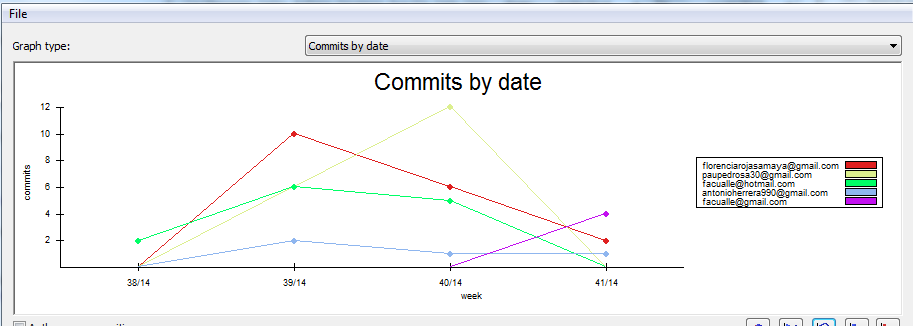 File
Graph type:
Commits by date
Commits by date
12
10
8
6
4
2
commits
38/14
39/14
40/14
41/14
week
florenciarojasamaya@gmail.com
paupedrosa30@gmail.com
facualle@hotmail.com
antonioherrera990@gmail.com
facualle@gmail.com